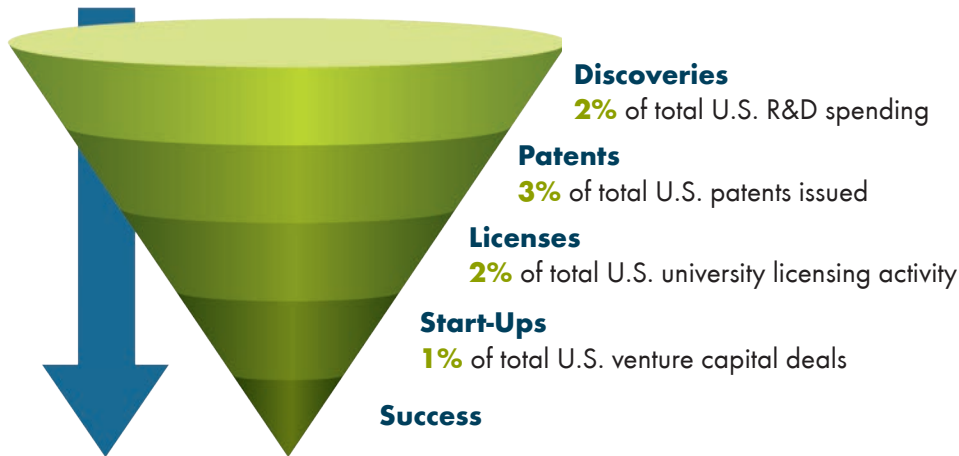 Discoveries
2% of total U.S. R&D spending
Patents
3% of total U.S. patents issued
Licenses
2% of total U.S. university licensing activity
Start-Ups
1% of total U.S. venture capital deals
Success